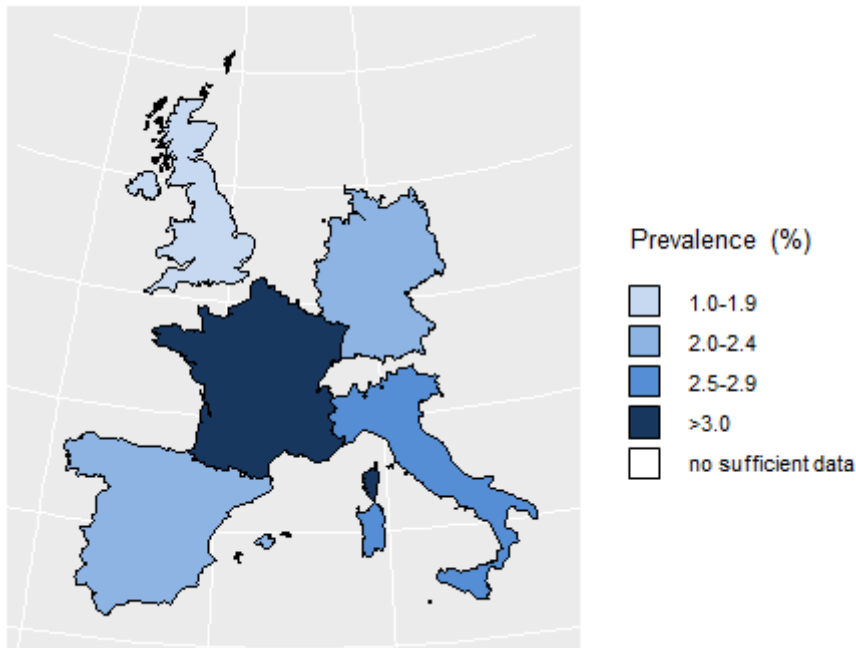 Prevalence (%)
1.0-1.9
2.0-2.4
2.5-2.9
>3.0
no sufficient data